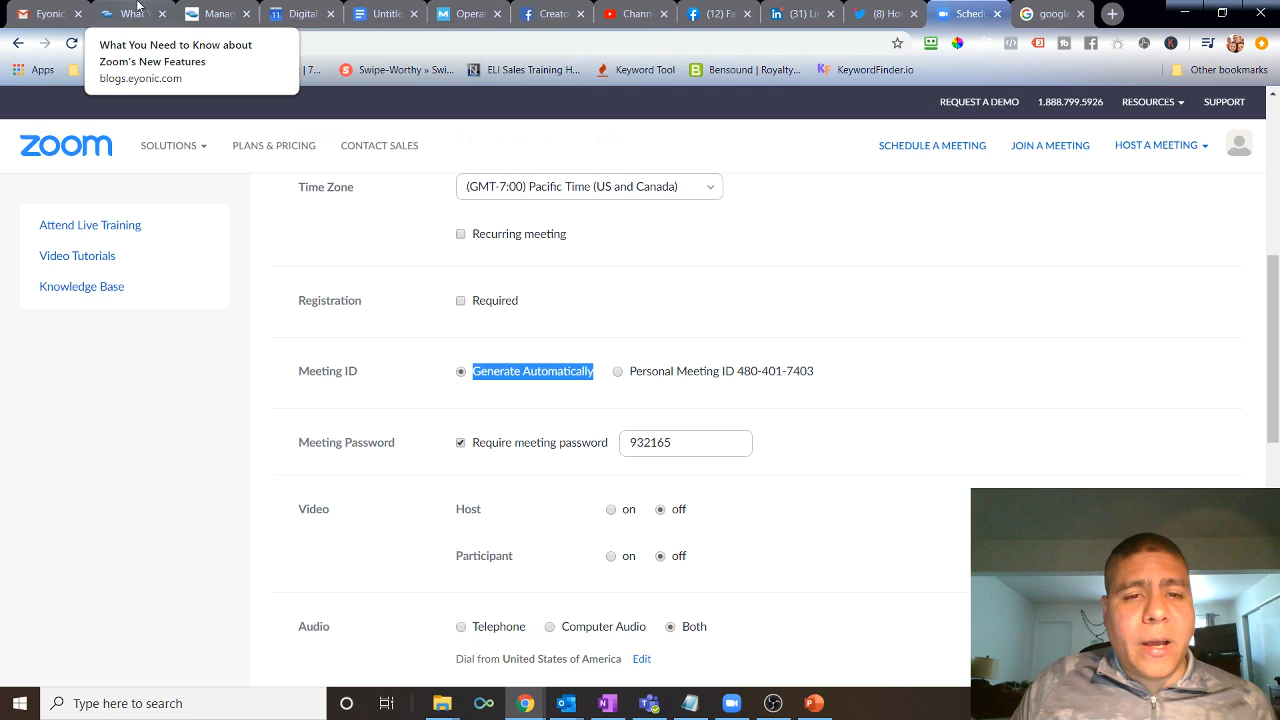 Eyonic
What
Manag
Digital
Untitle
Opera
Creato
Chann
(12) Fa
(31) Lin
(8) Ho
Sched
google
What You Need to Know about
Zoom's New Features
blogs.eyonic.com
Apps
7...
Swipe-Worthy » Swi...
ELI Sales Training H...
Keyword Tool
Bensound | Royalty...
KeywordFinder.io
Other bookmarks
REQUEST A DEMO
1.888.799.5926
RESOURCES
SUPPORT
zoom
SOLUTIONS
PLANS & PRICING
CONTACT SALES
SCHEDULE A MEETING
JOIN A MEETING
HOST A MEETING
Attend Live Training
Video Tutorials
Knowledge Base
Time Zone
(GMT-7:00) Pacific Time (US and Canada)
Recurring meeting
Registration
Required
Meeting ID
Generate Automatically
Personal Meeting ID 480-401-7403
Meeting Password
Require meeting password
932165
Video
Host
on
off
Participant
on
off
Audio
Telephone
Computer Audio
Both
Dial from United States of America
Edit
Type here to search